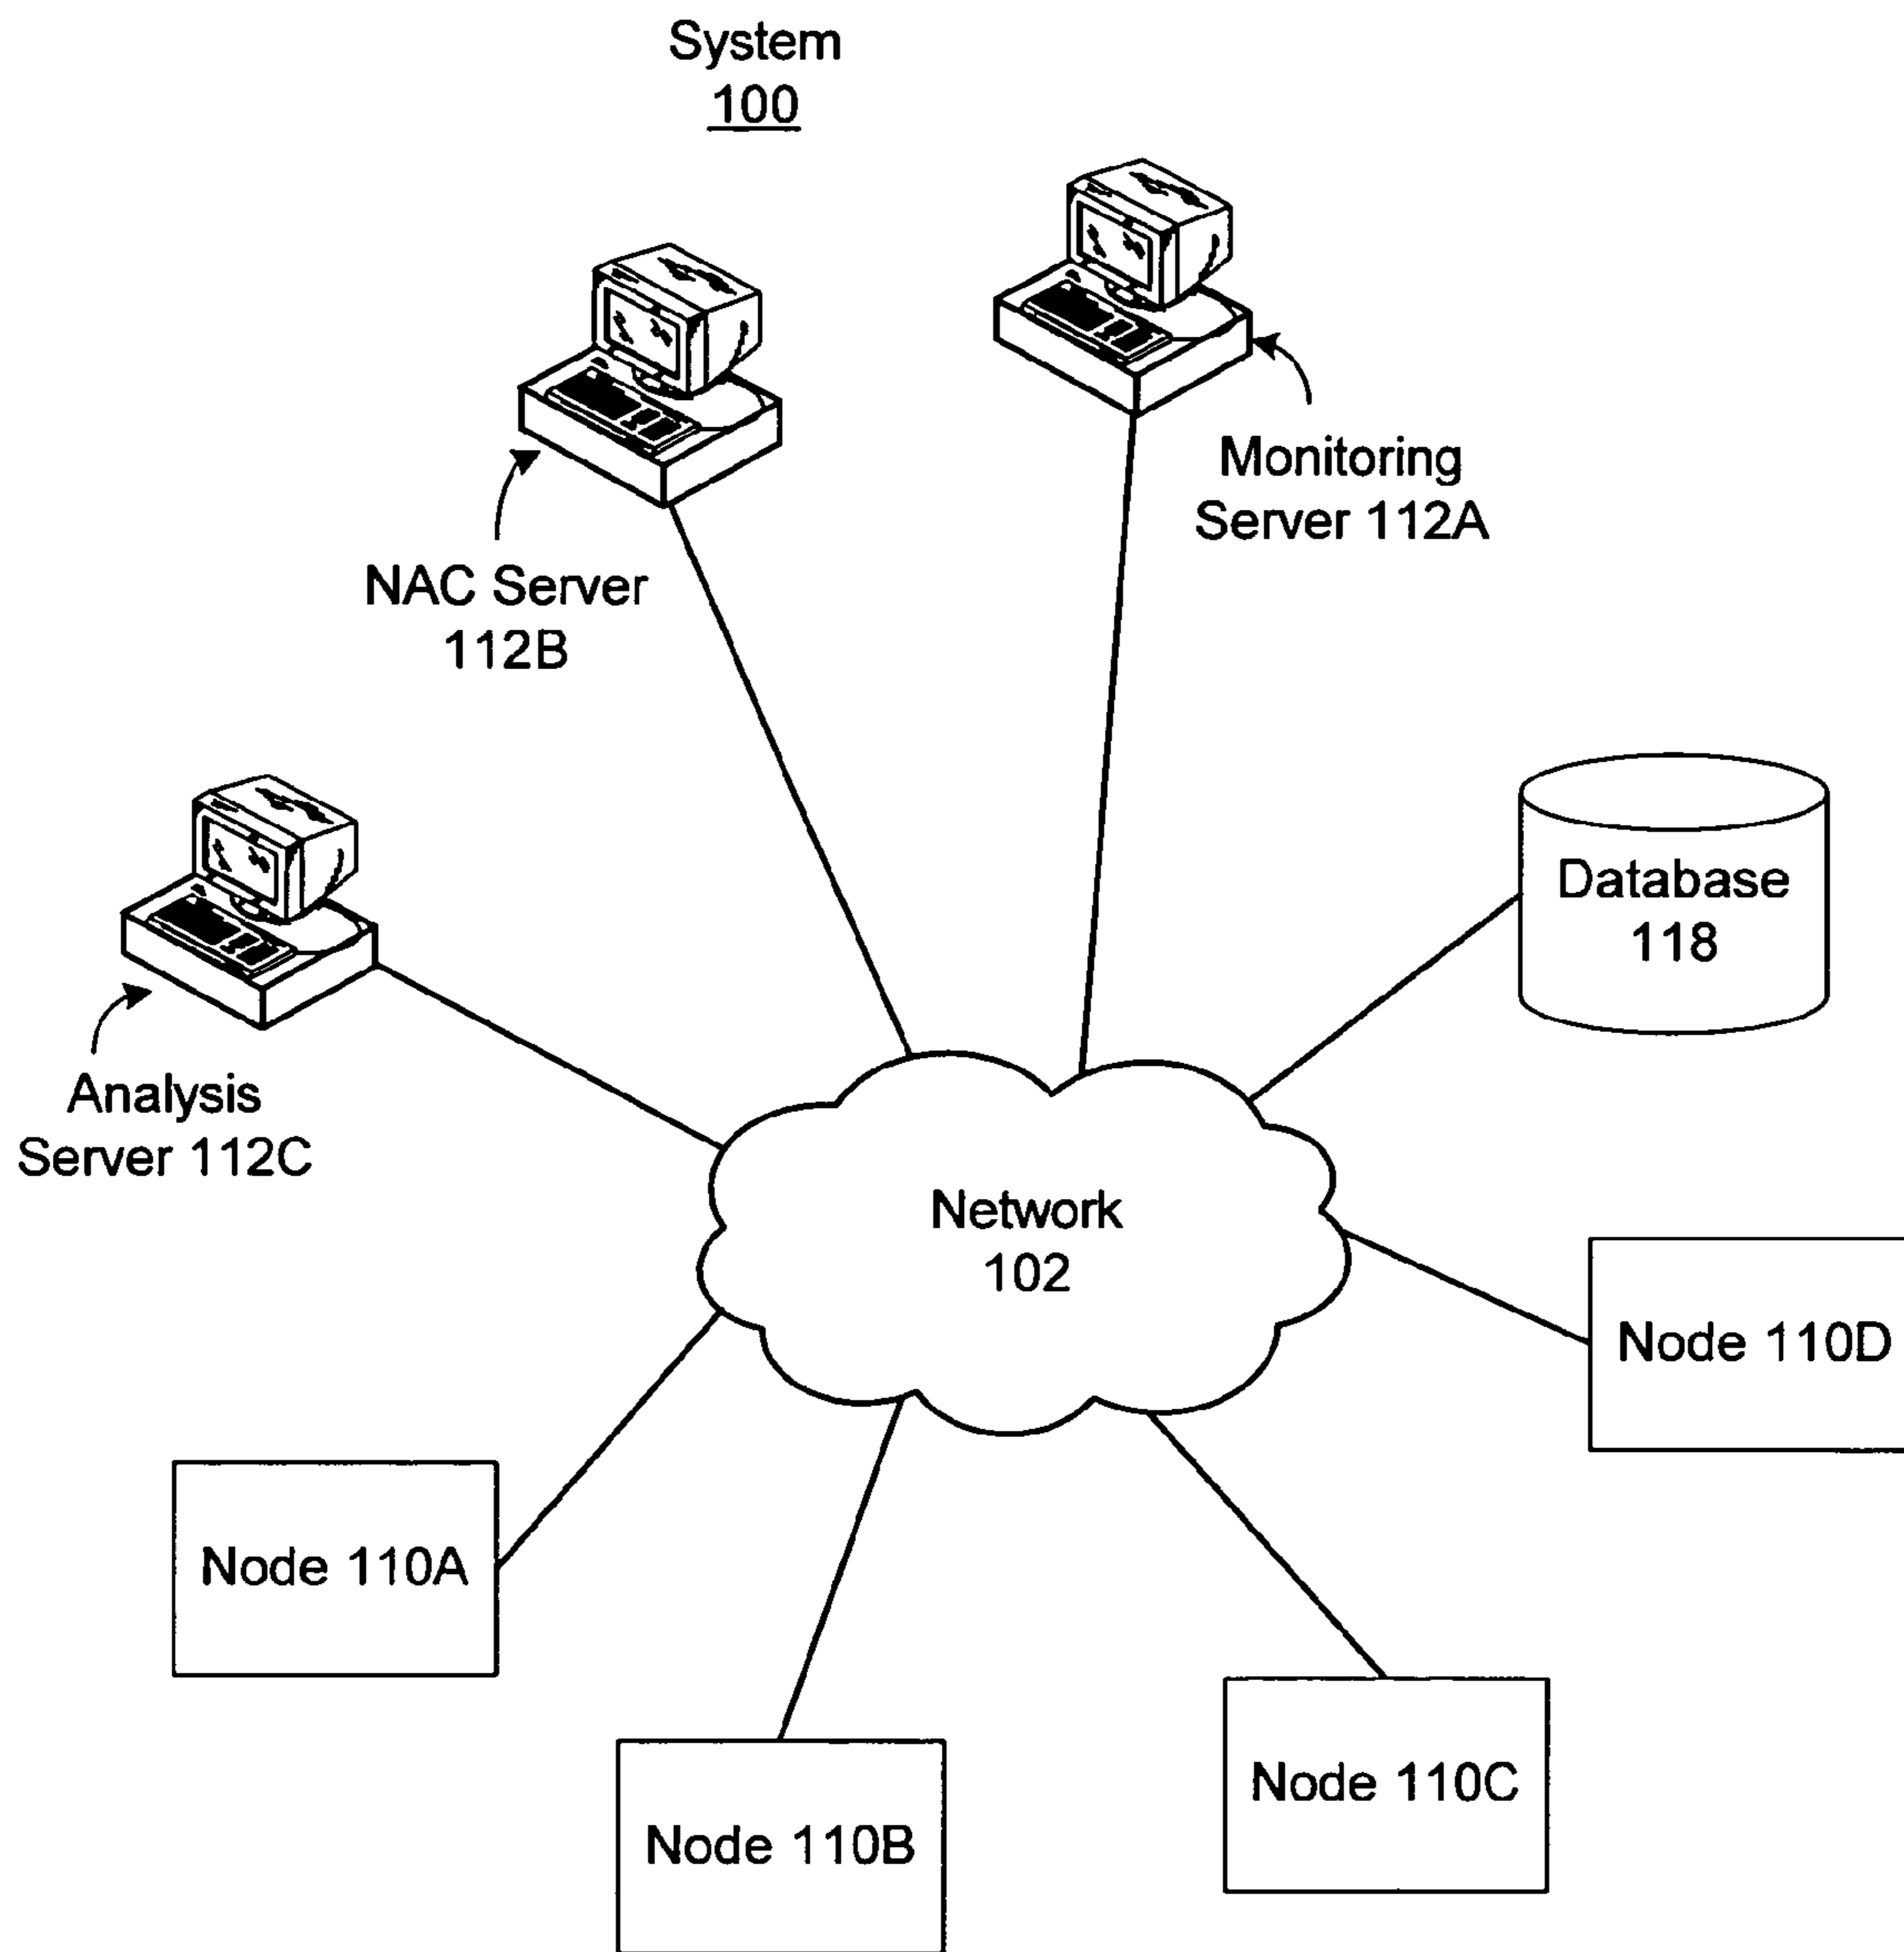 System
100
Monitoring
Server 112A
NAC Server
112B
Database
118
Analysis
Server 112C
Network
102
Node 110D
Node 110A
Node 110C
Node 110B